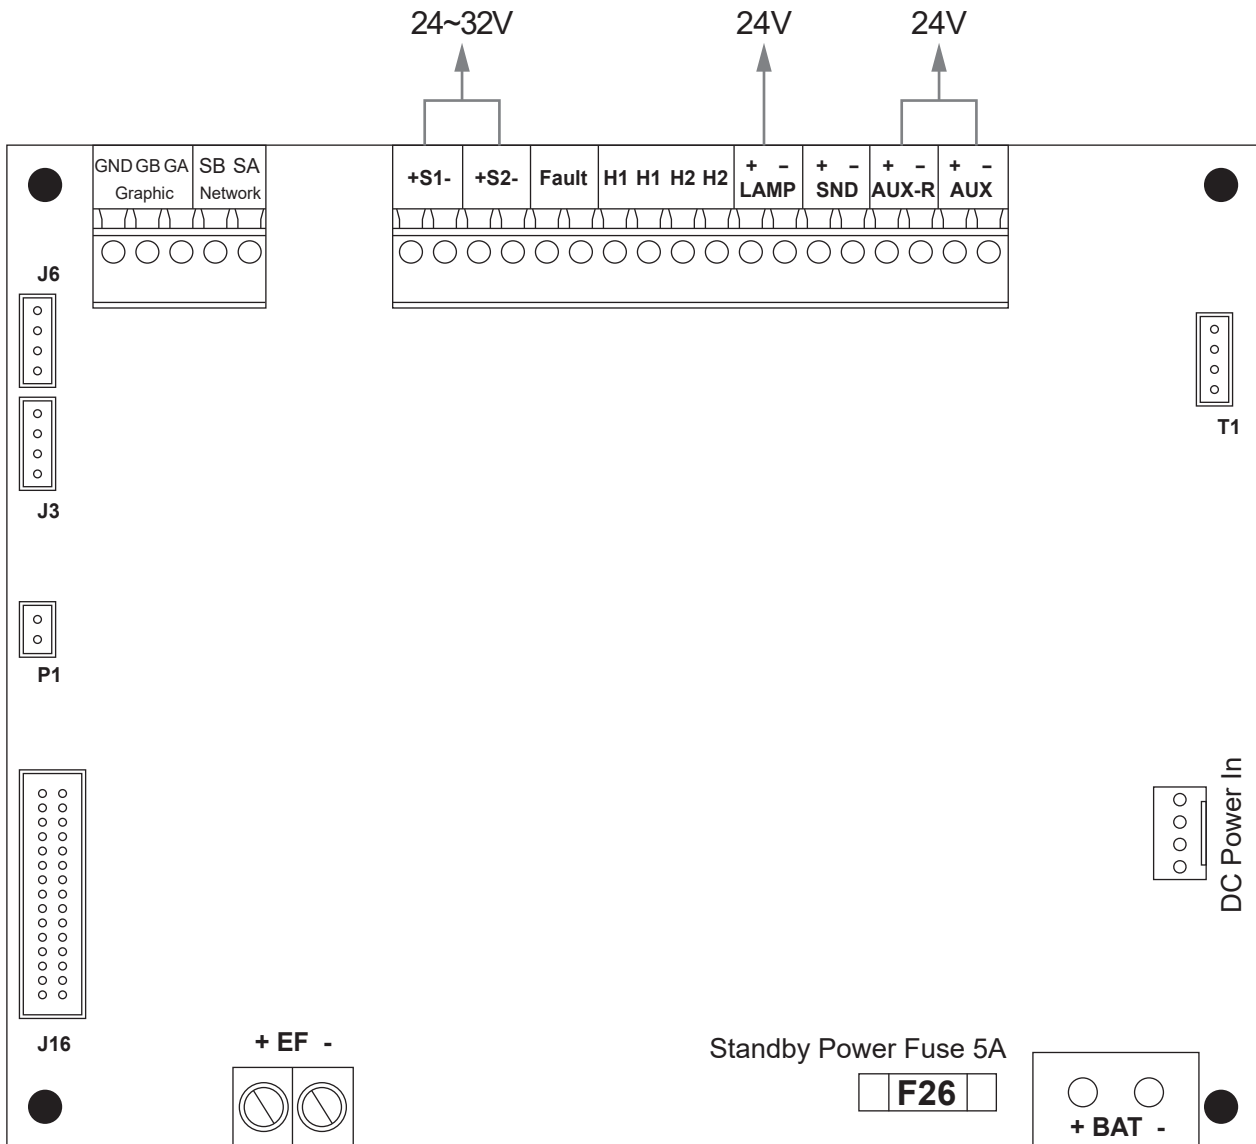 24~32V 24V 24V
GND GB GA SB SA
Graphic Network
+S1- +S2- Fault H1 H1 H2 H2
+ - LAMP
+ - SND
+ - AUX-R
+ - AUX
J6
J3
T1
P1
DC Power In
J16
+ EF -
Standby Power Fuse 5A
F26
+ BAT -